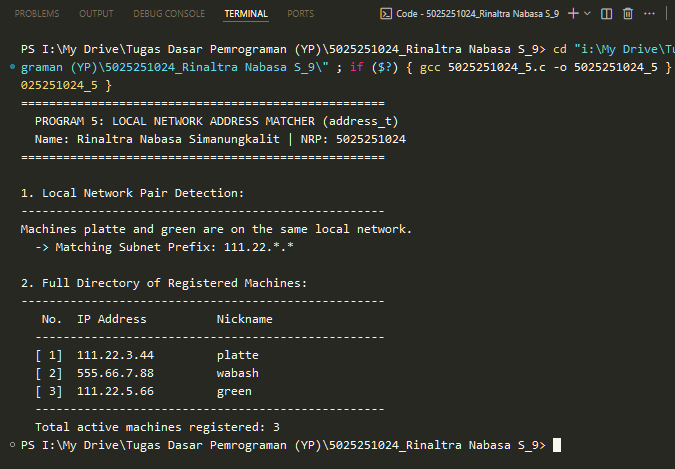 PROBLEMS OUTPUT DEBUG CONSOLE TERMINAL PORTS Code - 5025251024_Rinaltra Nabasa S_9
PS I:\My Drive\Tugas Dasar Pemrograman (YP)\5025251024_Rinaltra Nabasa S_9> cd "i:\My Drive\Tu
graman (YP)\5025251024_Rinaltra Nabasa S_9\" ; if ($?) { gcc 5025251024_5.c -o 5025251024_5 }
025251024_5 }
====================================================
PROGRAM 5: LOCAL NETWORK ADDRESS MATCHER (address_t)
Name: Rinaltra Nabasa Simanungkalit | NRP: 5025251024
====================================================
1. Local Network Pair Detection:
----------------------------------------------------
Machines platte and green are on the same local network.
-> Matching Subnet Prefix: 111.22.*.*
2. Full Directory of Registered Machines:
----------------------------------------------------
No. IP Address Nickname
--------------------------------------------------
[ 1] 111.22.3.44 platte
[ 2] 555.66.7.88 wabash
[ 3] 111.22.5.66 green
--------------------------------------------------
Total active machines registered: 3
PS I:\My Drive\Tugas Dasar Pemrograman (YP)\5025251024_Rinaltra Nabasa S_9>